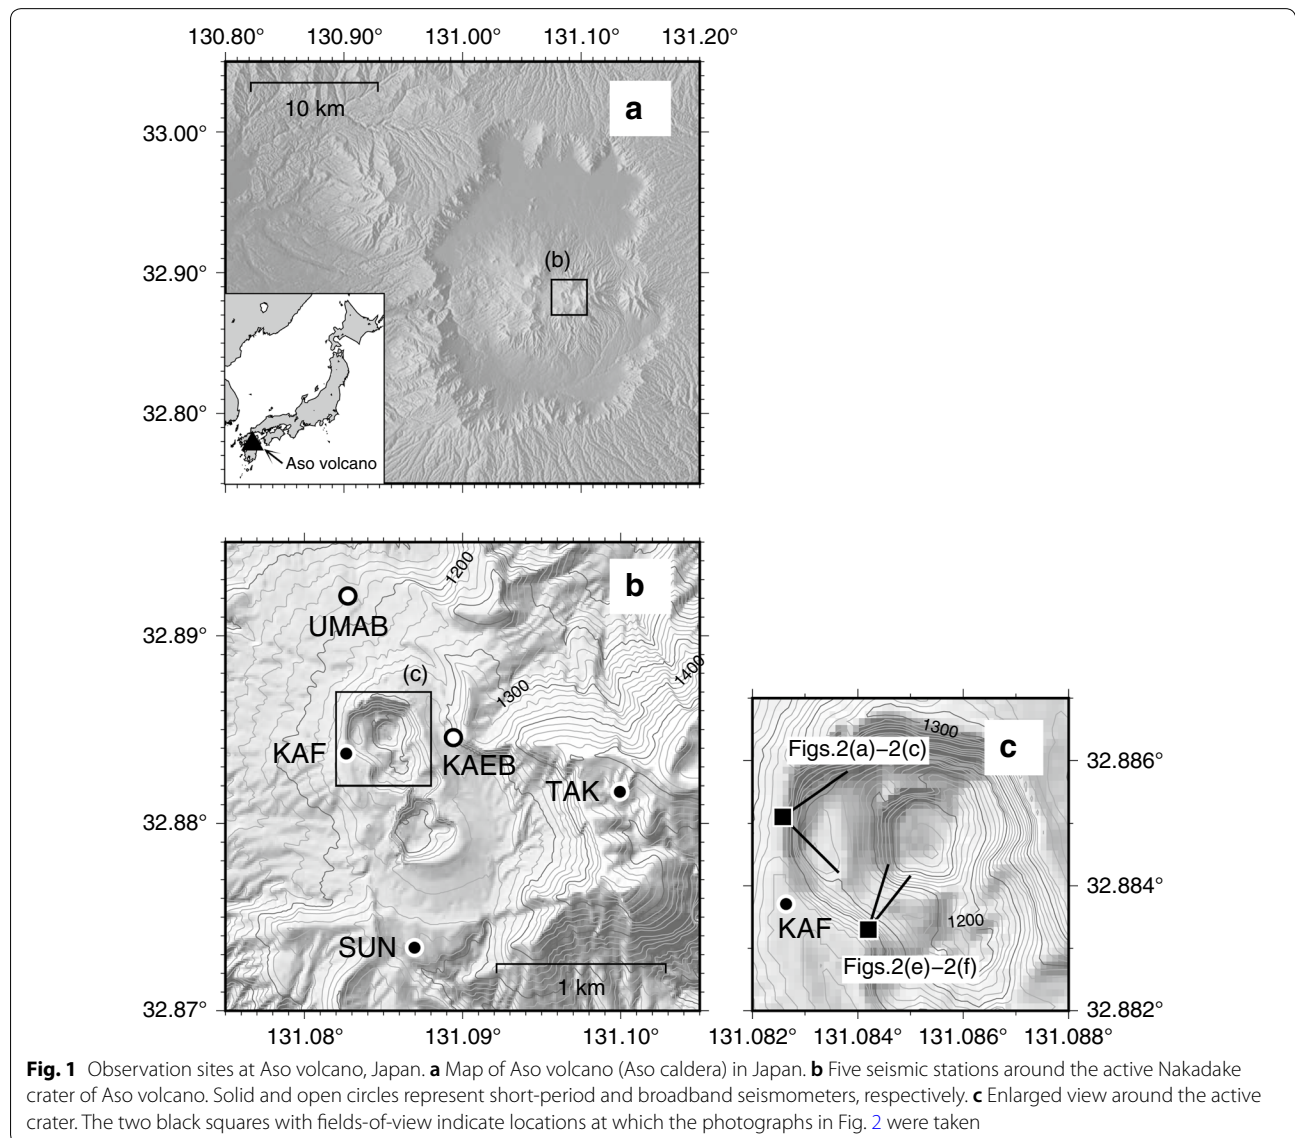 130.80° 130.90° 131.00° 131.10° 131.20°
10 km
a
33.00°
32.90°
(b)
32.80°
Aso volcano
1200
b
UMAB
32.89°
(c)
1300
1400
KAF
KAEB
TAK
32.88°
SUN
1 km
32.87°
131.08° 131.09° 131.10°
1300
c
Figs.2(a)–2(c)
32.886°
32.884°
KAF
1200
Figs.2(e)–2(f)
32.882°
131.082° 131.084° 131.086° 131.088°
Fig. 1 Observation sites at Aso volcano, Japan. a Map of Aso volcano (Aso caldera) in Japan. b Five seismic stations around the active Nakadake
crater of Aso volcano. Solid and open circles represent short-period and broadband seismometers, respectively. c Enlarged view around the active
crater. The two black squares with fields-of-view indicate locations at which the photographs in Fig. 2 were taken